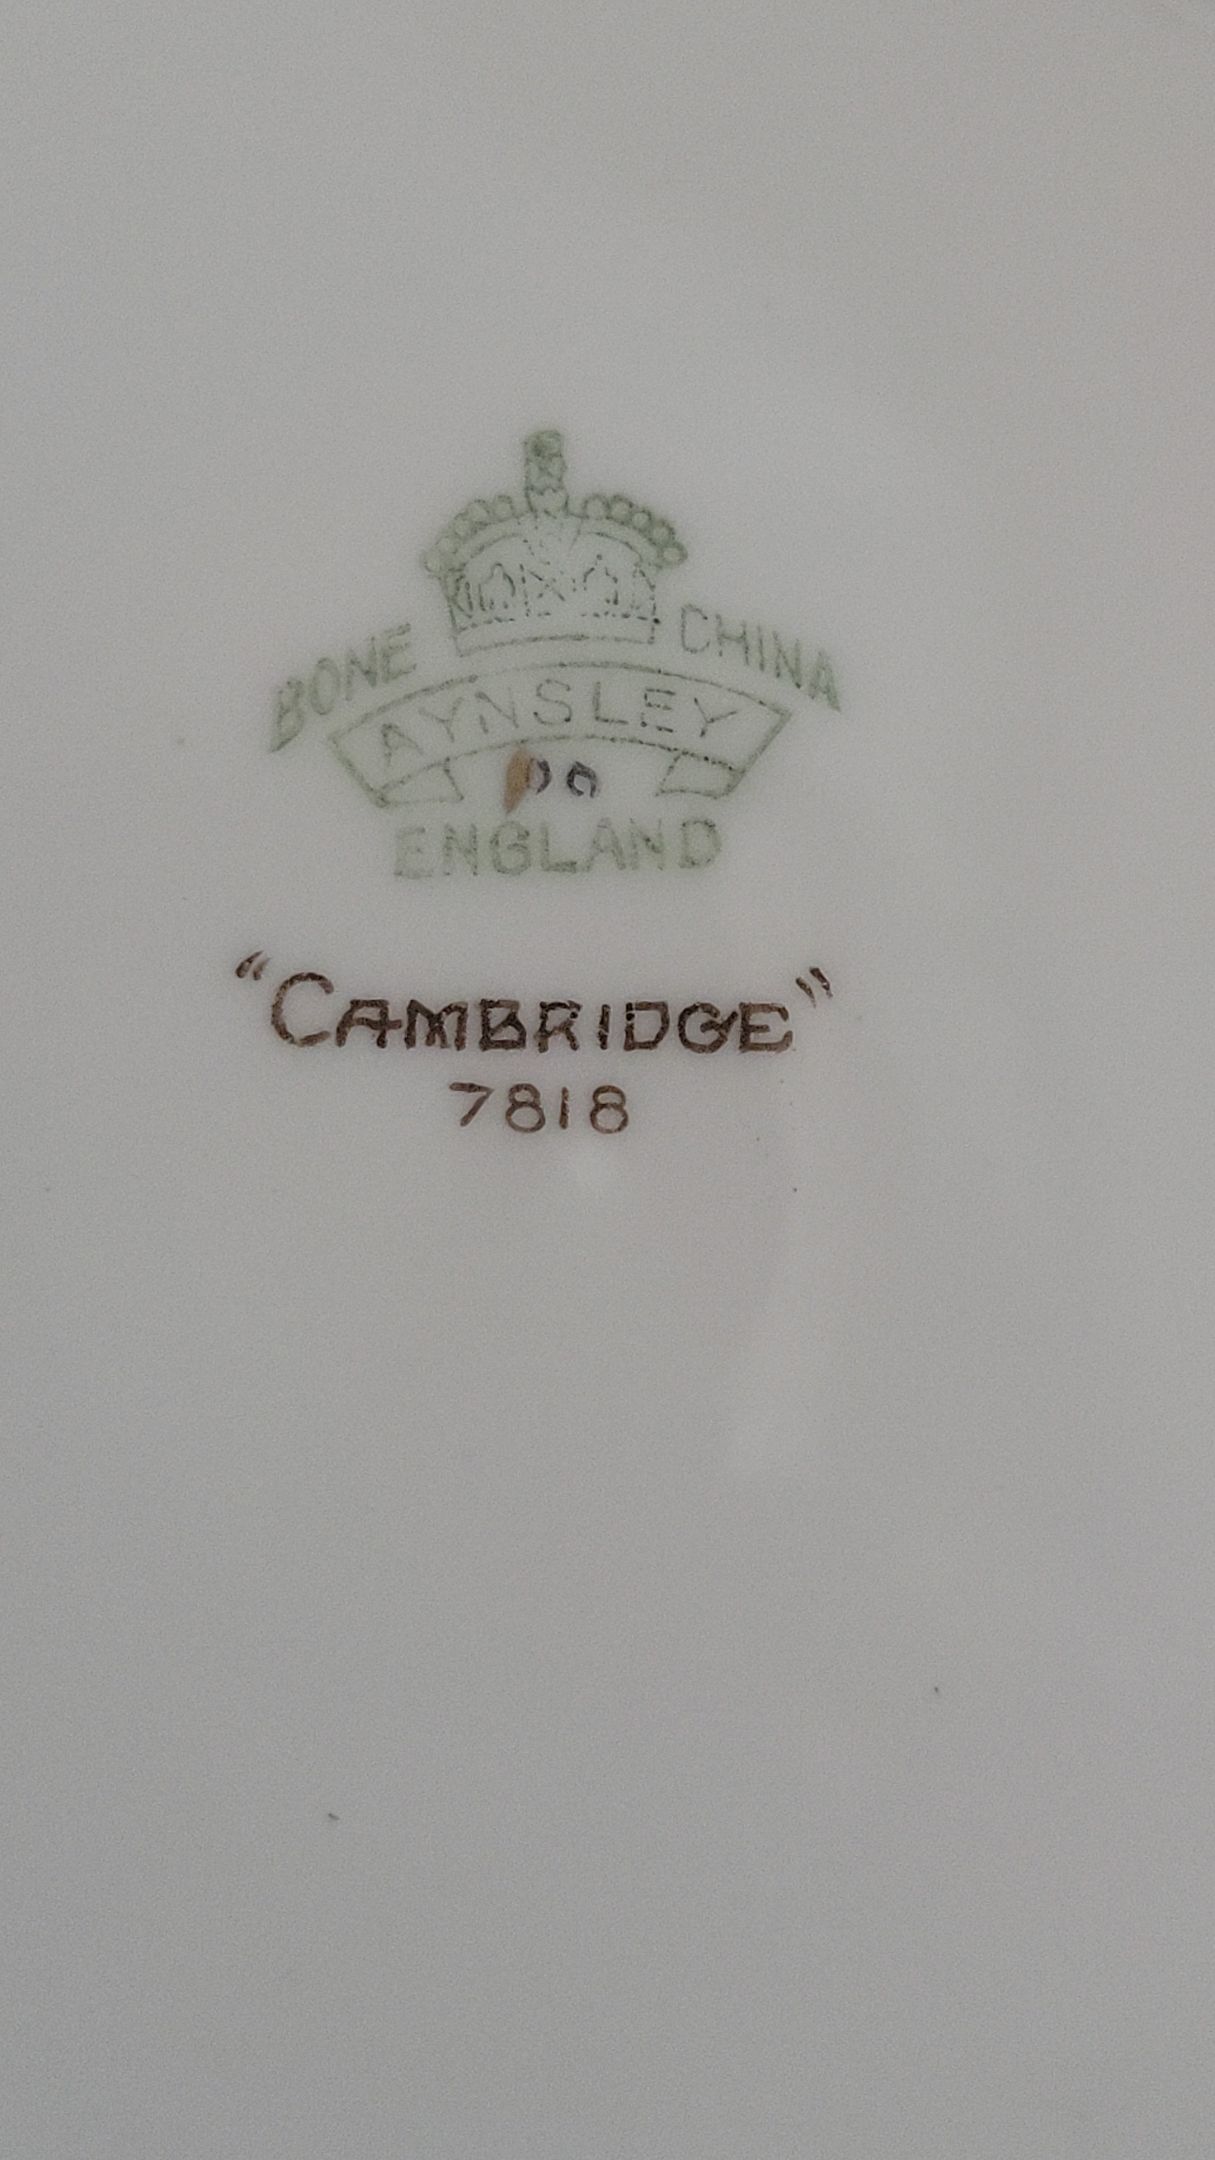 BONE CHINA
AYNSLEY
ENGLAND
“CAMBRIDGE”
7818